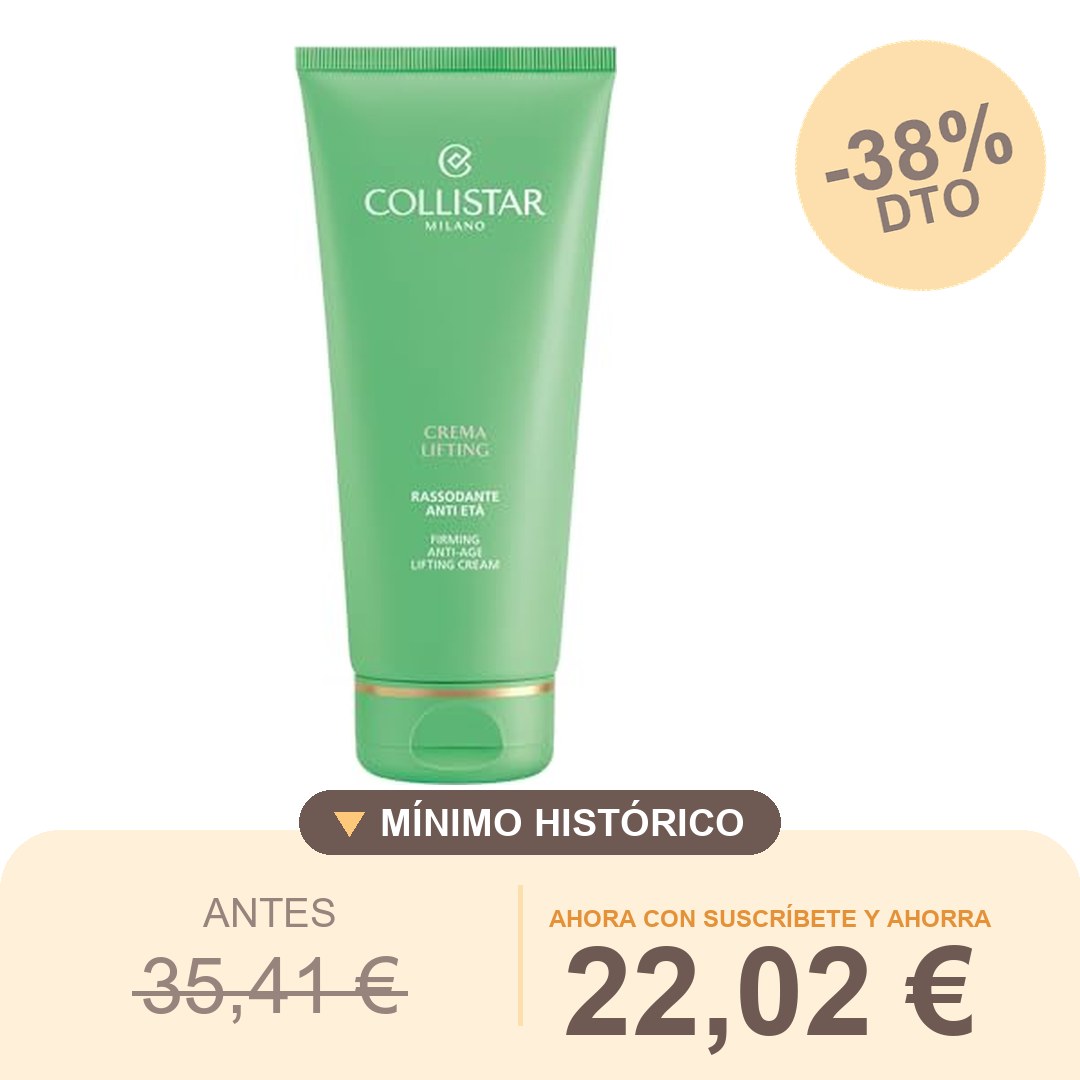 -38%
DTO
COLLISTAR
MILANO
CREMA
LIFTING
RASSODANTE
ANTI ETÀ
FIRMING
ANTI-AGE
LIFTING CREAM
MÍNIMO HISTÓRICO
ANTES
35,41 €
AHORA CON SUSCRÍBETE Y AHORRA
22,02 €